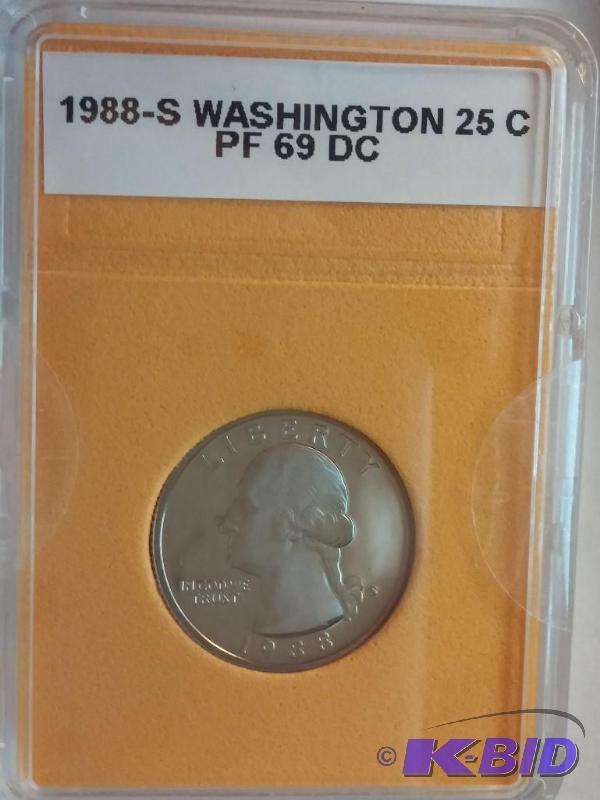 1988-S WASHINGTON 25 C
PF 69 DC
LIBERTY
IN GOD WE
TRUST
S
1988
© K-BID